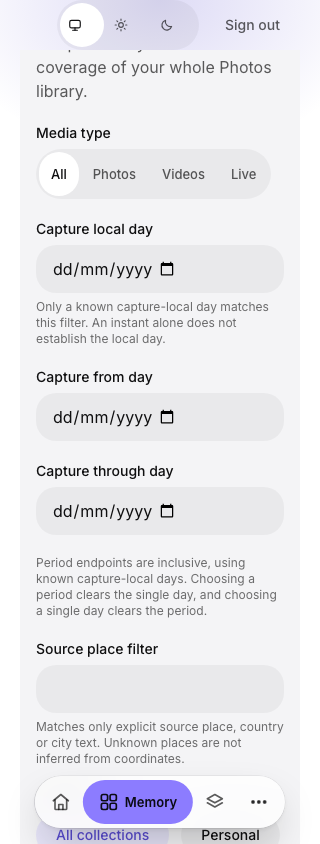 Sign out
coverage of your whole Photos
library.
Media type
All Photos Videos Live
Capture local day
dd/mm/yyyy
Only a known capture-local day matches
this filter. An instant alone does not
establish the local day.
Capture from day
dd/mm/yyyy
Capture through day
dd/mm/yyyy
Period endpoints are inclusive, using
known capture-local days. Choosing a
period clears the single day, and choosing
a single day clears the period.
Source place filter
Matches only explicit source place, country
or city text. Unknown places are not
inferred from coordinates.
Memory
All collections Personal